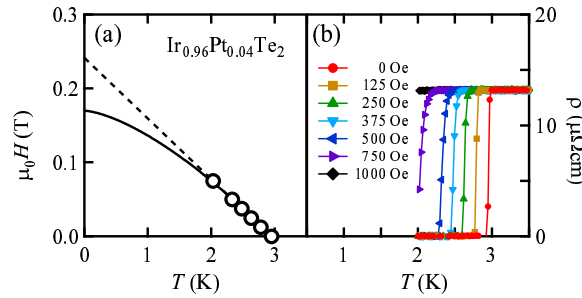 (a)
Ir0.96Pt0.04Te2
μ0H (T)
0.3
0.2
0.1
0.0
0
1
2
3
T (K)
(b)
0 Oe
125 Oe
250 Oe
375 Oe
500 Oe
750 Oe
1000 Oe
1
2
3
T (K)
20
10
0
ρ (μΩcm)